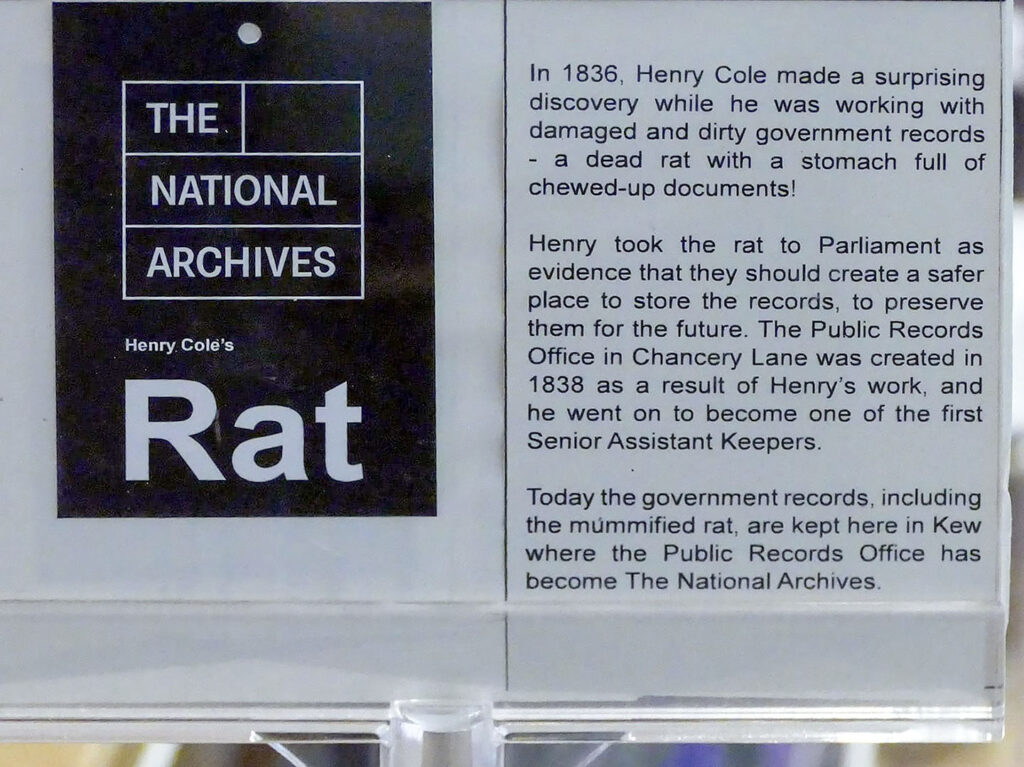 THE
NATIONAL
ARCHIVES
Henry Cole's
Rat
In 1836, Henry Cole made a surprising
discovery while he was working with
damaged and dirty government records
- a dead rat with a stomach full of
chewed-up documents!
Henry took the rat to Parliament as
evidence that they should create a safer
place to store the records, to preserve
them for the future. The Public Records
Office in Chancery Lane was created in
1838 as a result of Henry's work, and
he went on to become one of the first
Senior Assistant Keepers.
Today the government records, including
the mummified rat, are kept here in Kew
where the Public Records Office has
become The National Archives.